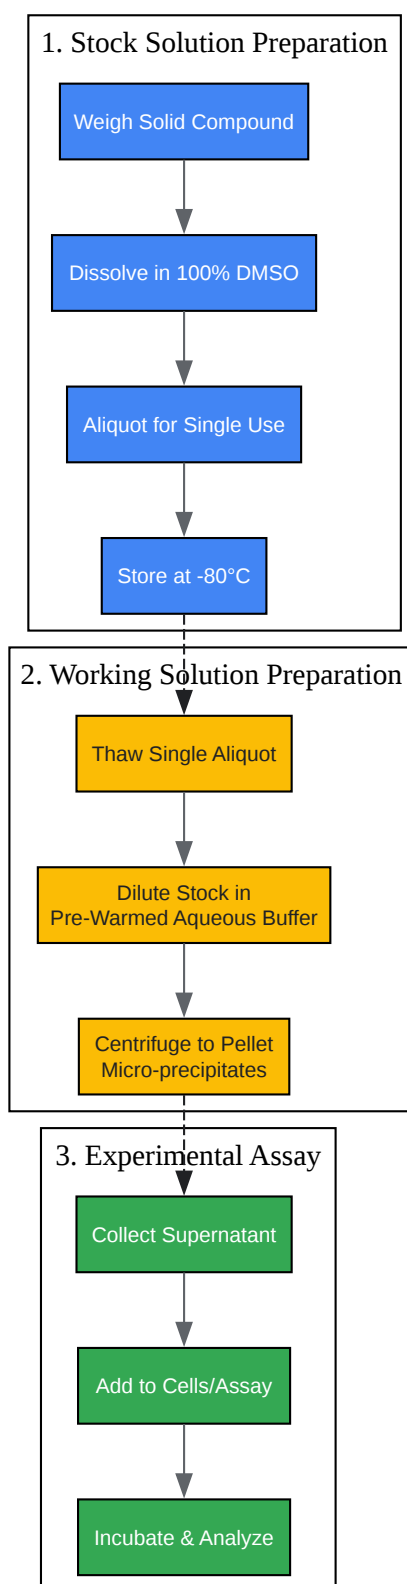 1. Stock Solution Preparation
Weigh Solid Compound
Dissolve in 100% DMSO
Aliquot for Single Use
Store at -80°C
2. Working Solution Preparation
Thaw Single Aliquot
Dilute Stock in
Pre-Warmed Aqueous Buffer
Centrifuge to Pellet
Micro-precipitates
3. Experimental Assay
Collect Supernatant
Add to Cells/Assay
Incubate & Analyze